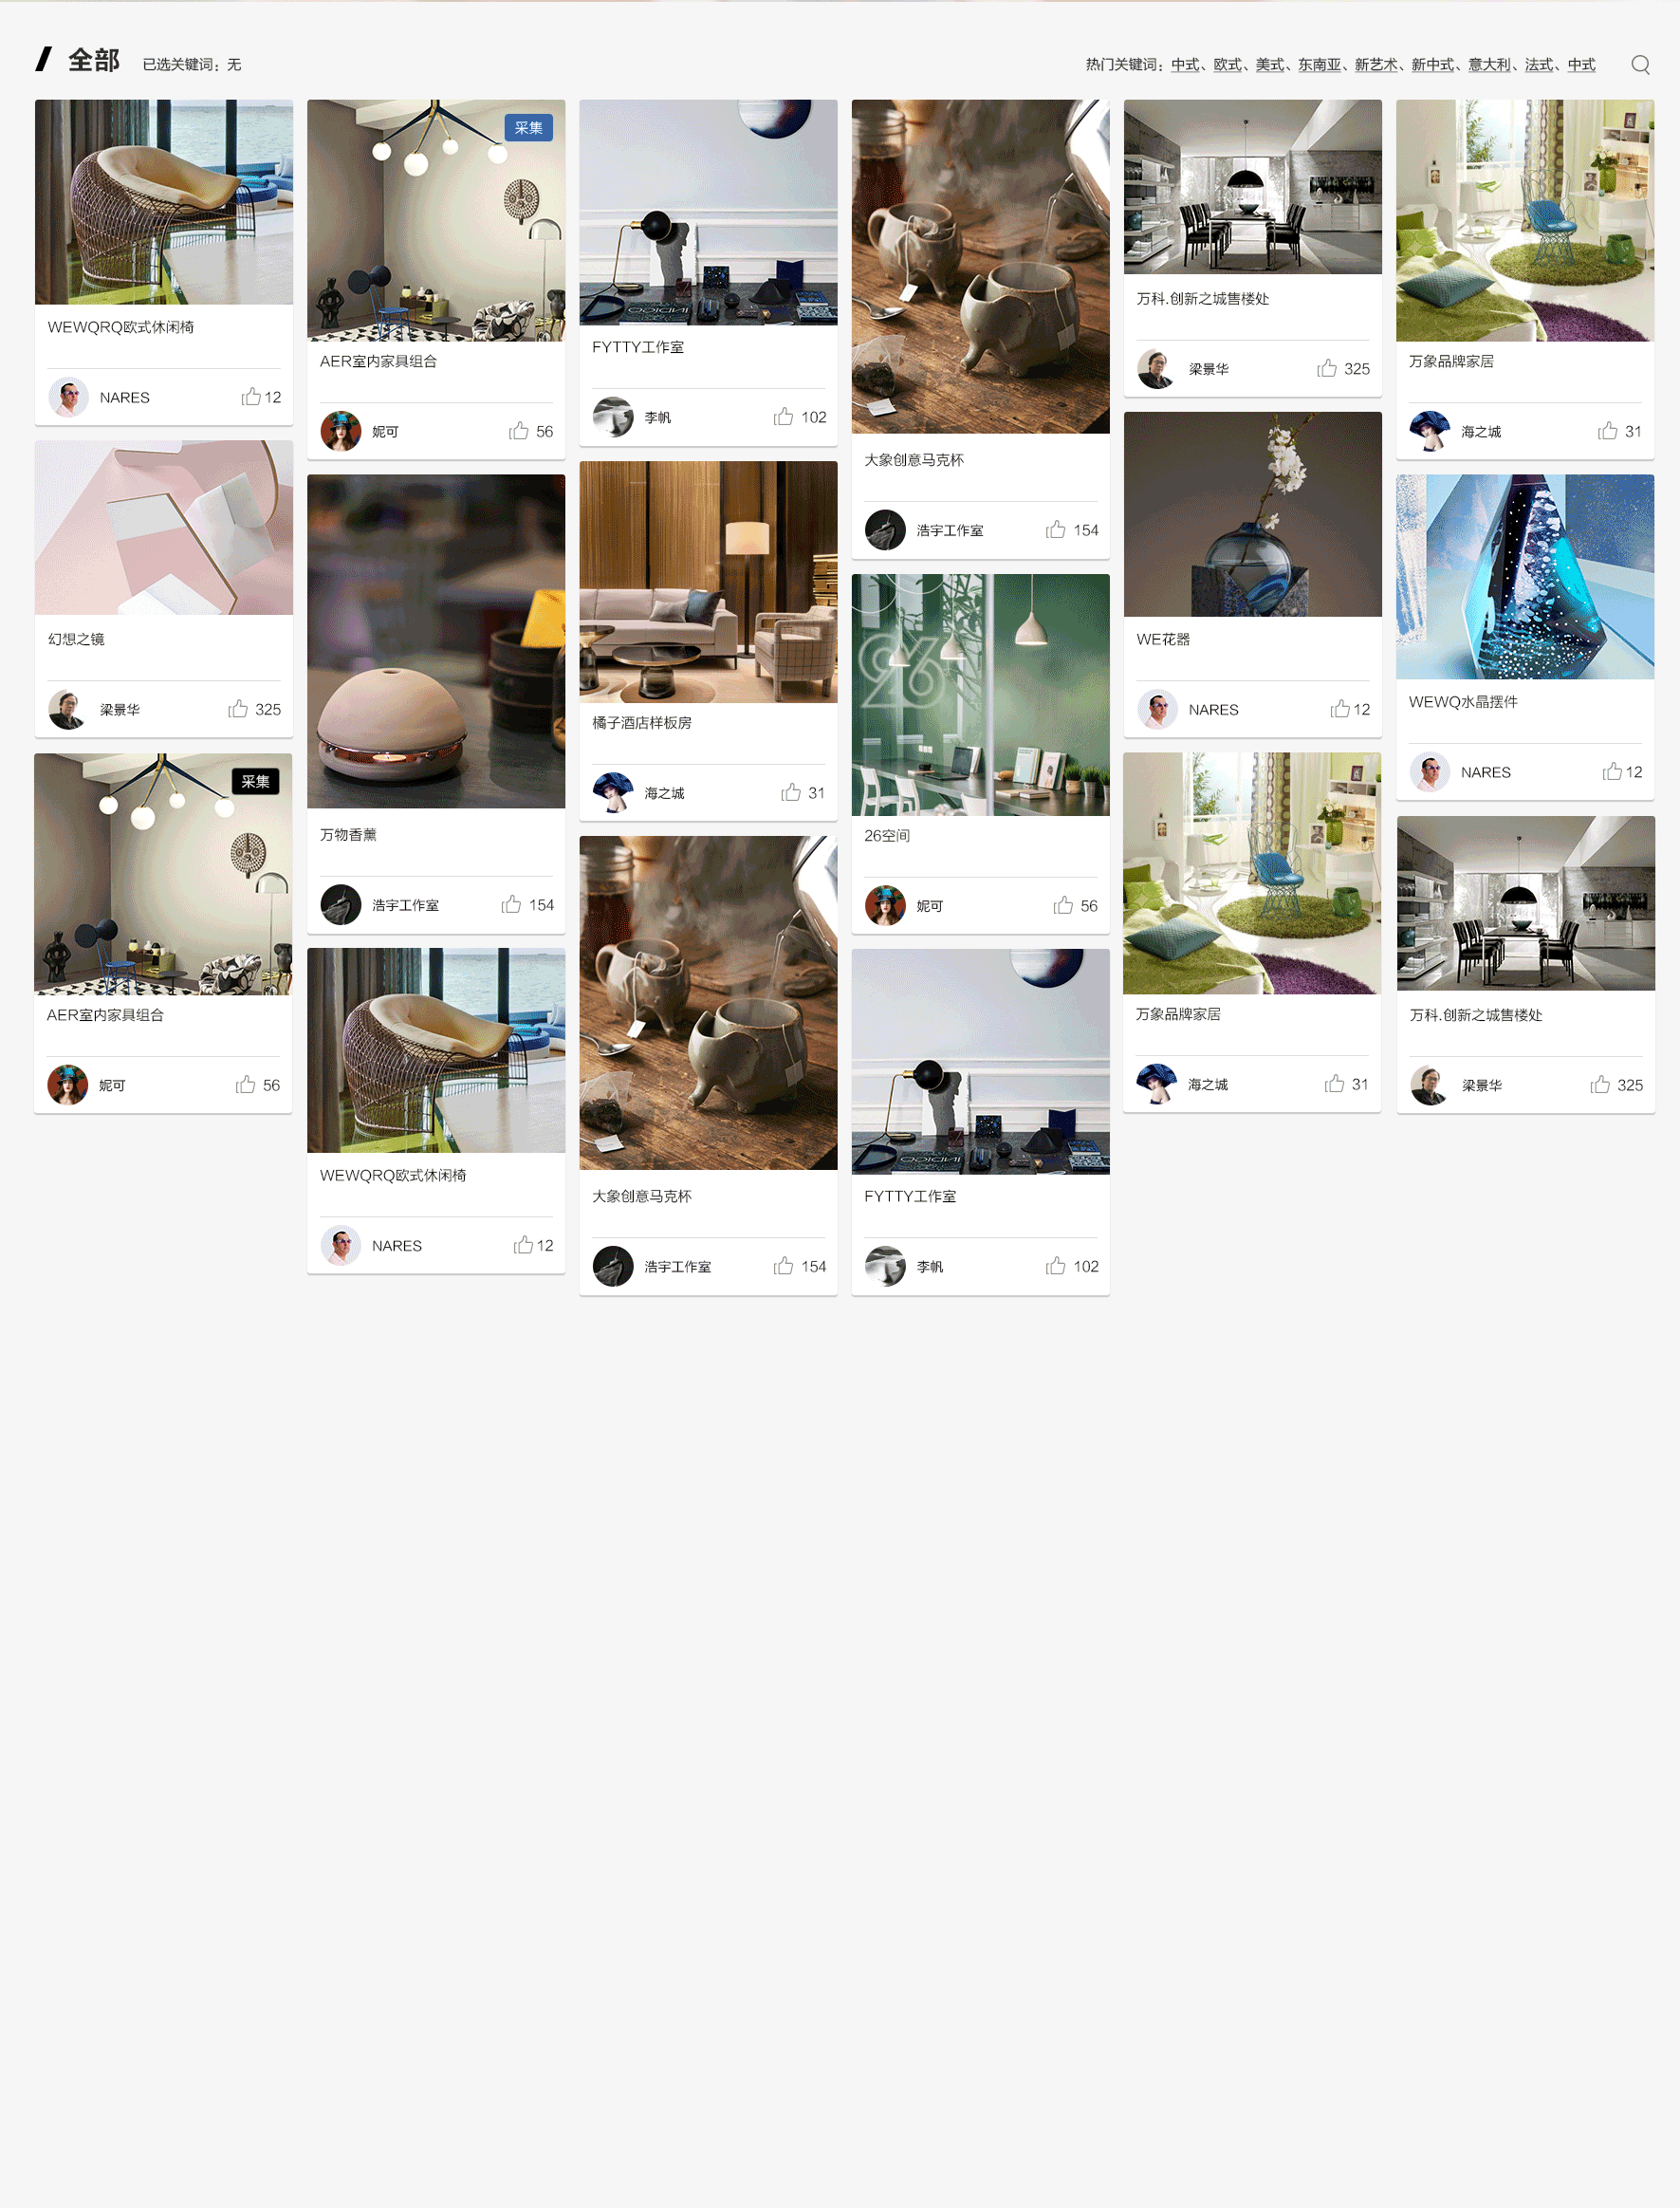 全部
已选关键词：无
热门关键词：中式、欧式、美式、东南亚、新艺术、新中式、意大利、法式、中式
WEWQRQ欧式休闲椅
NARES
12
幻想之镜
梁景华
325
采集
AER室内家具组合
妮可
56
采集
AER室内家具组合
妮可
56
万物香薰
浩宇工作室
154
WEWQRQ欧式休闲椅
NARES
12
FYTTY工作室
李帆
102
橘子酒店样板房
海之城
31
大象创意马克杯
浩宇工作室
154
大象创意马克杯
浩宇工作室
154
26
26空间
妮可
56
FYTTY工作室
李帆
102
万科.创新之城售楼处
梁景华
325
WE花器
NARES
12
万象品牌家居
海之城
31
万象品牌家居
海之城
31
WEWQ水晶摆件
NARES
12
万科.创新之城售楼处
梁景华
325